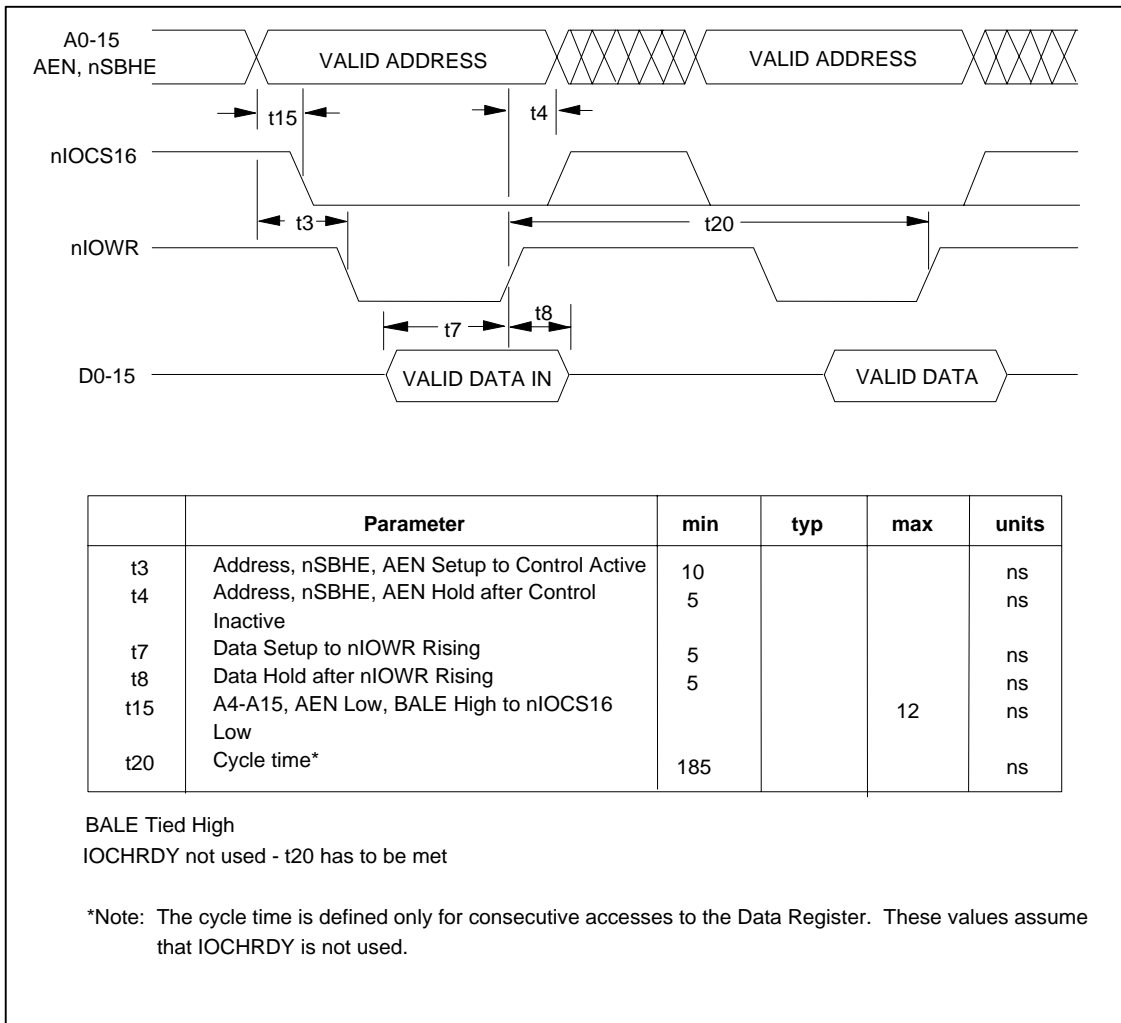 A0-15
AEN, nSBHE
VALID ADDRESS
VALID ADDRESS
t15
t4
nIOCS16
t3
t20
nIOWR
t7
t8
D0-15
VALID DATA IN
VALID DATA
Parameter min typ max units
t3 Address, nSBHE, AEN Setup to Control Active 10 ns
t4 Address, nSBHE, AEN Hold after Control 5 ns
Inactive
t7 Data Setup to nIOWR Rising 5 ns
t8 Data Hold after nIOWR Rising 5 ns
t15 A4-A15, AEN Low, BALE High to nIOCS16 12 ns
Low
t20 Cycle time* 185 ns
BALE Tied High
IOCHRDY not used - t20 has to be met
*Note: The cycle time is defined only for consecutive accesses to the Data Register. These values assume
that IOCHRDY is not used.